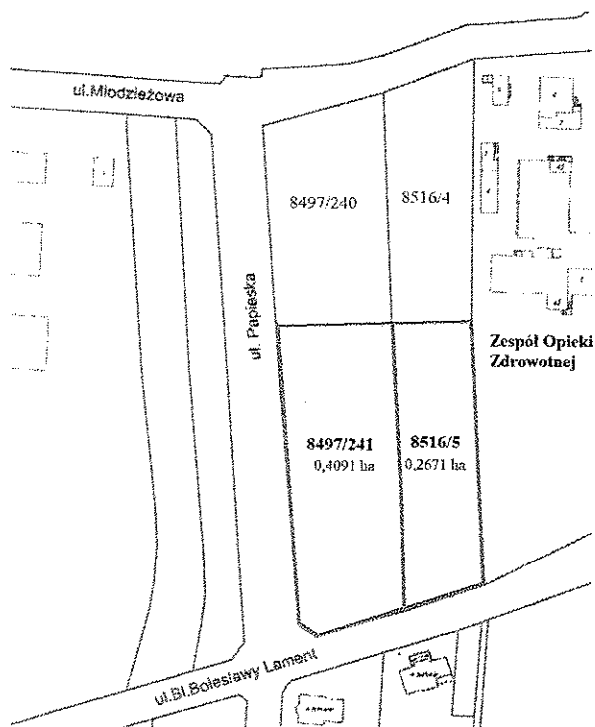 ul.Młodzieżowa
8497/240
8516/4
ul. Papieska
Zespół Opieki
Zdrowotnej
8497/241
0,4091 ha
8516/5
0,2671 ha
ul.Bł.Bolesławy Lament